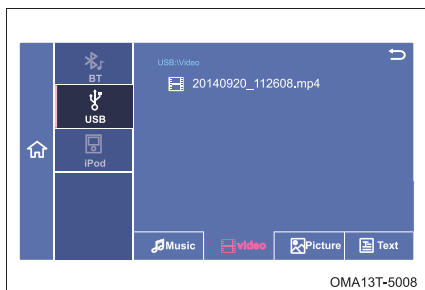 BT
USB
iPod
USB:\Video
20140920_112608.mp4
Music
video
Picture
Text
OMA13T-5008